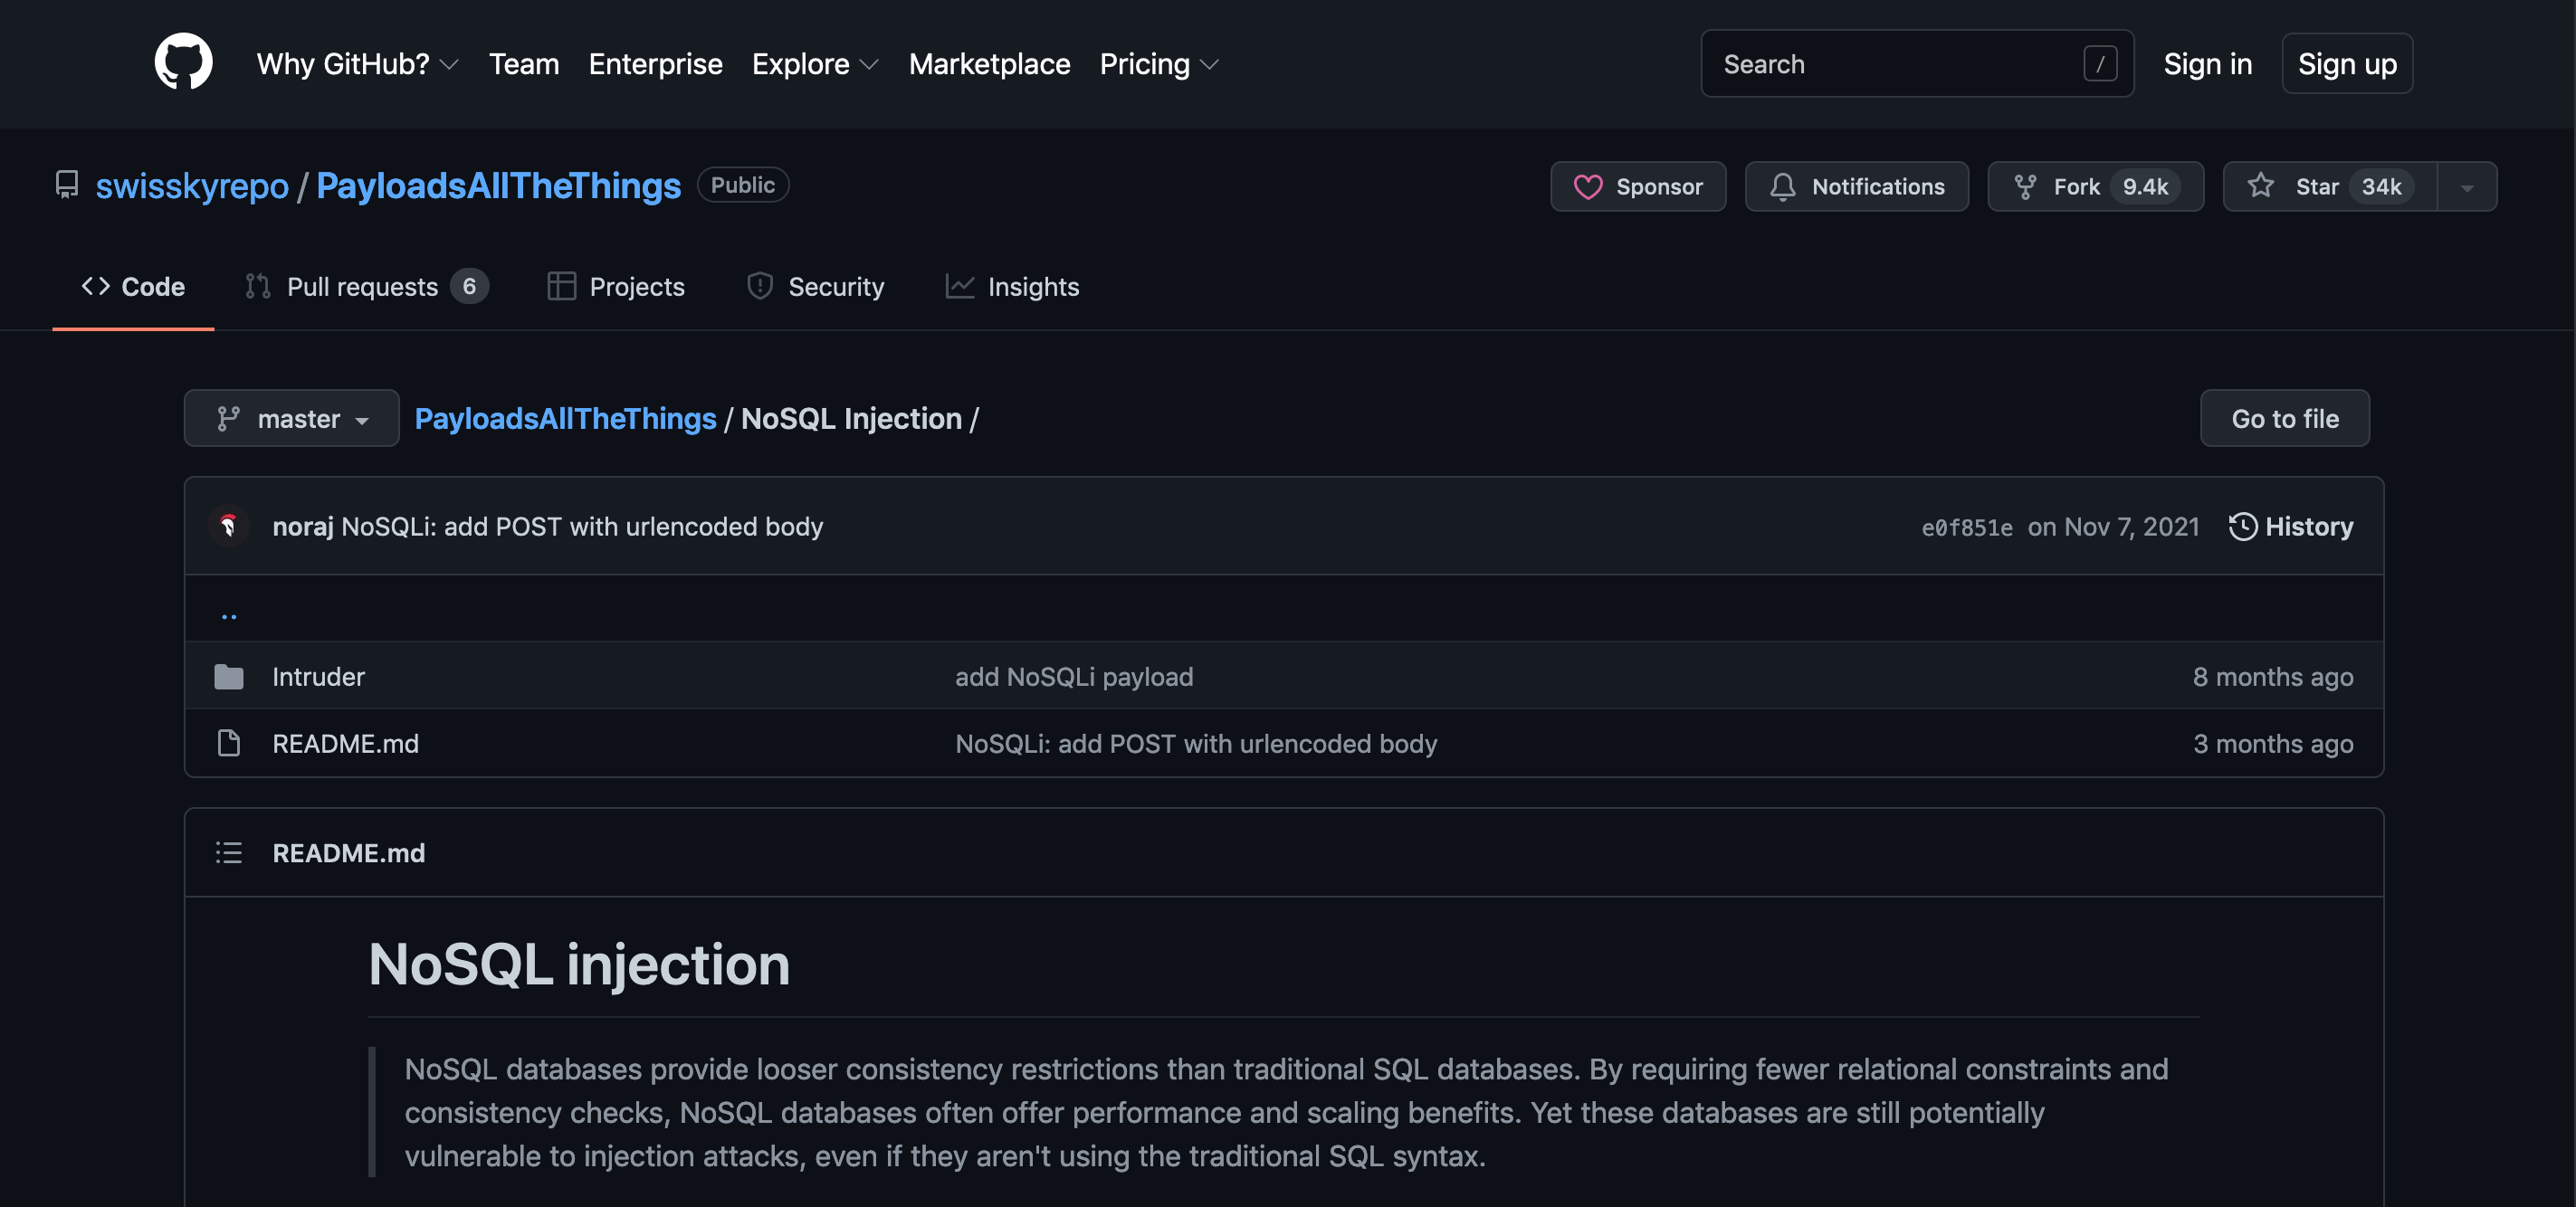 Why GitHub? Team Enterprise Explore Marketplace Pricing Search / Sign in Sign up
swisskyrepo / PayloadsAllTheThings Public Sponsor Notifications Fork 9.4k Star 34k
Code Pull requests 6 Projects Security Insights
master PayloadsAllTheThings / NoSQL Injection / Go to file
noraj NoSQLi: add POST with urlencoded body e0f851e on Nov 7, 2021 History
..
Intruder add NoSQLi payload 8 months ago
README.md NoSQLi: add POST with urlencoded body 3 months ago
README.md
NoSQL injection
NoSQL databases provide looser consistency restrictions than traditional SQL databases. By requiring fewer relational constraints and
consistency checks, NoSQL databases often offer performance and scaling benefits. Yet these databases are still potentially
vulnerable to injection attacks, even if they aren't using the traditional SQL syntax.